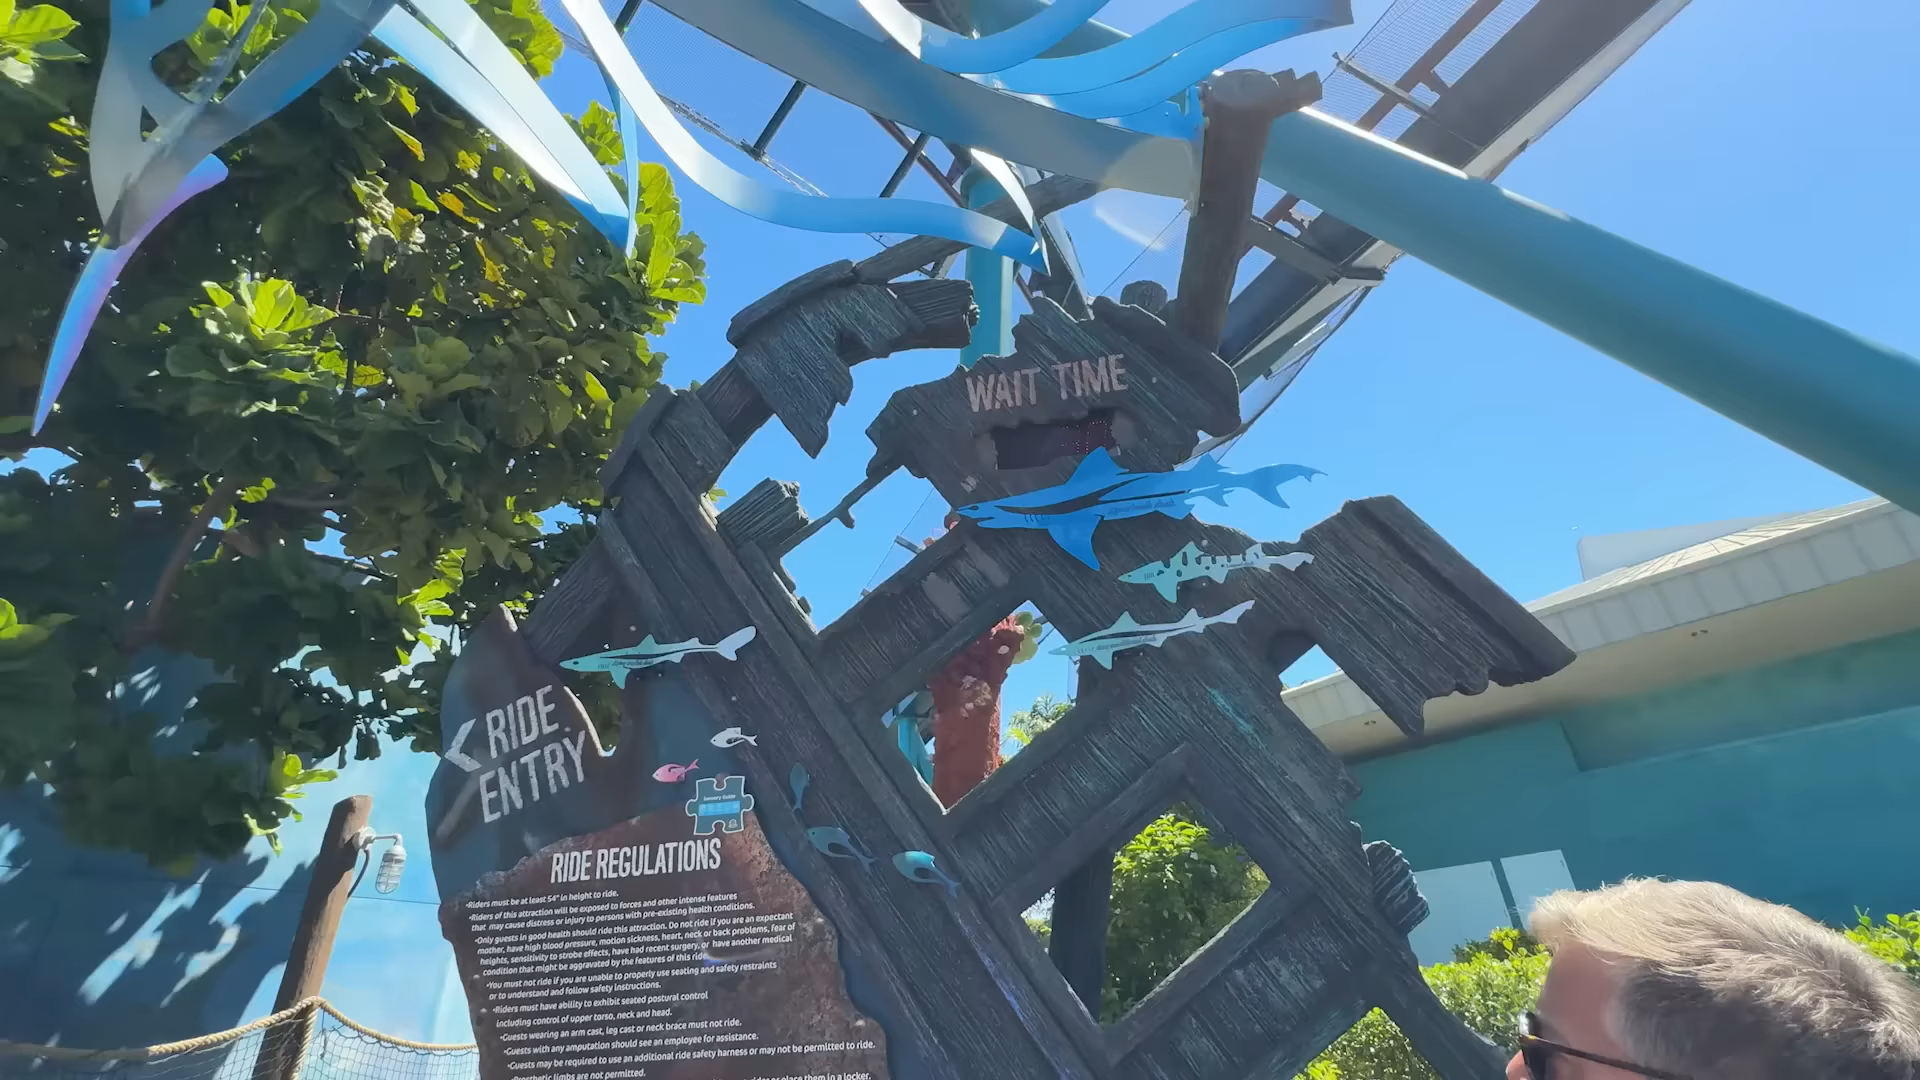 WAIT TIME
RIDE
ENTRY
Sensory Guide
RIDE REGULATIONS
•Riders must be at least 54" in height to ride.
•Riders of this attraction will be exposed to forces and other intense features
that may cause distress or injury to persons with pre-existing health conditions.
•Only guests in good health should ride this attraction. Do not ride if you are an expectant
mother, have high blood pressure, motion sickness, heart, neck or back problems, fear of
heights, sensitivity to strobe effects, have had recent surgery, or have another medical
condition that might be aggravated by the features of this ride.
•You must not ride if you are unable to properly use seating and safety restraints
or to understand and follow safety instructions.
•Riders must have ability to exhibit seated postural control
including control of upper torso, neck and head.
•Guests wearing an arm cast, leg cast or neck brace must not ride.
•Guests with any amputation should see an employee for assistance.
•Guests may be required to use an additional ride safety harness or may not be permitted to ride.
•Prosthetic limbs are not permitted.
or place them in a locker.